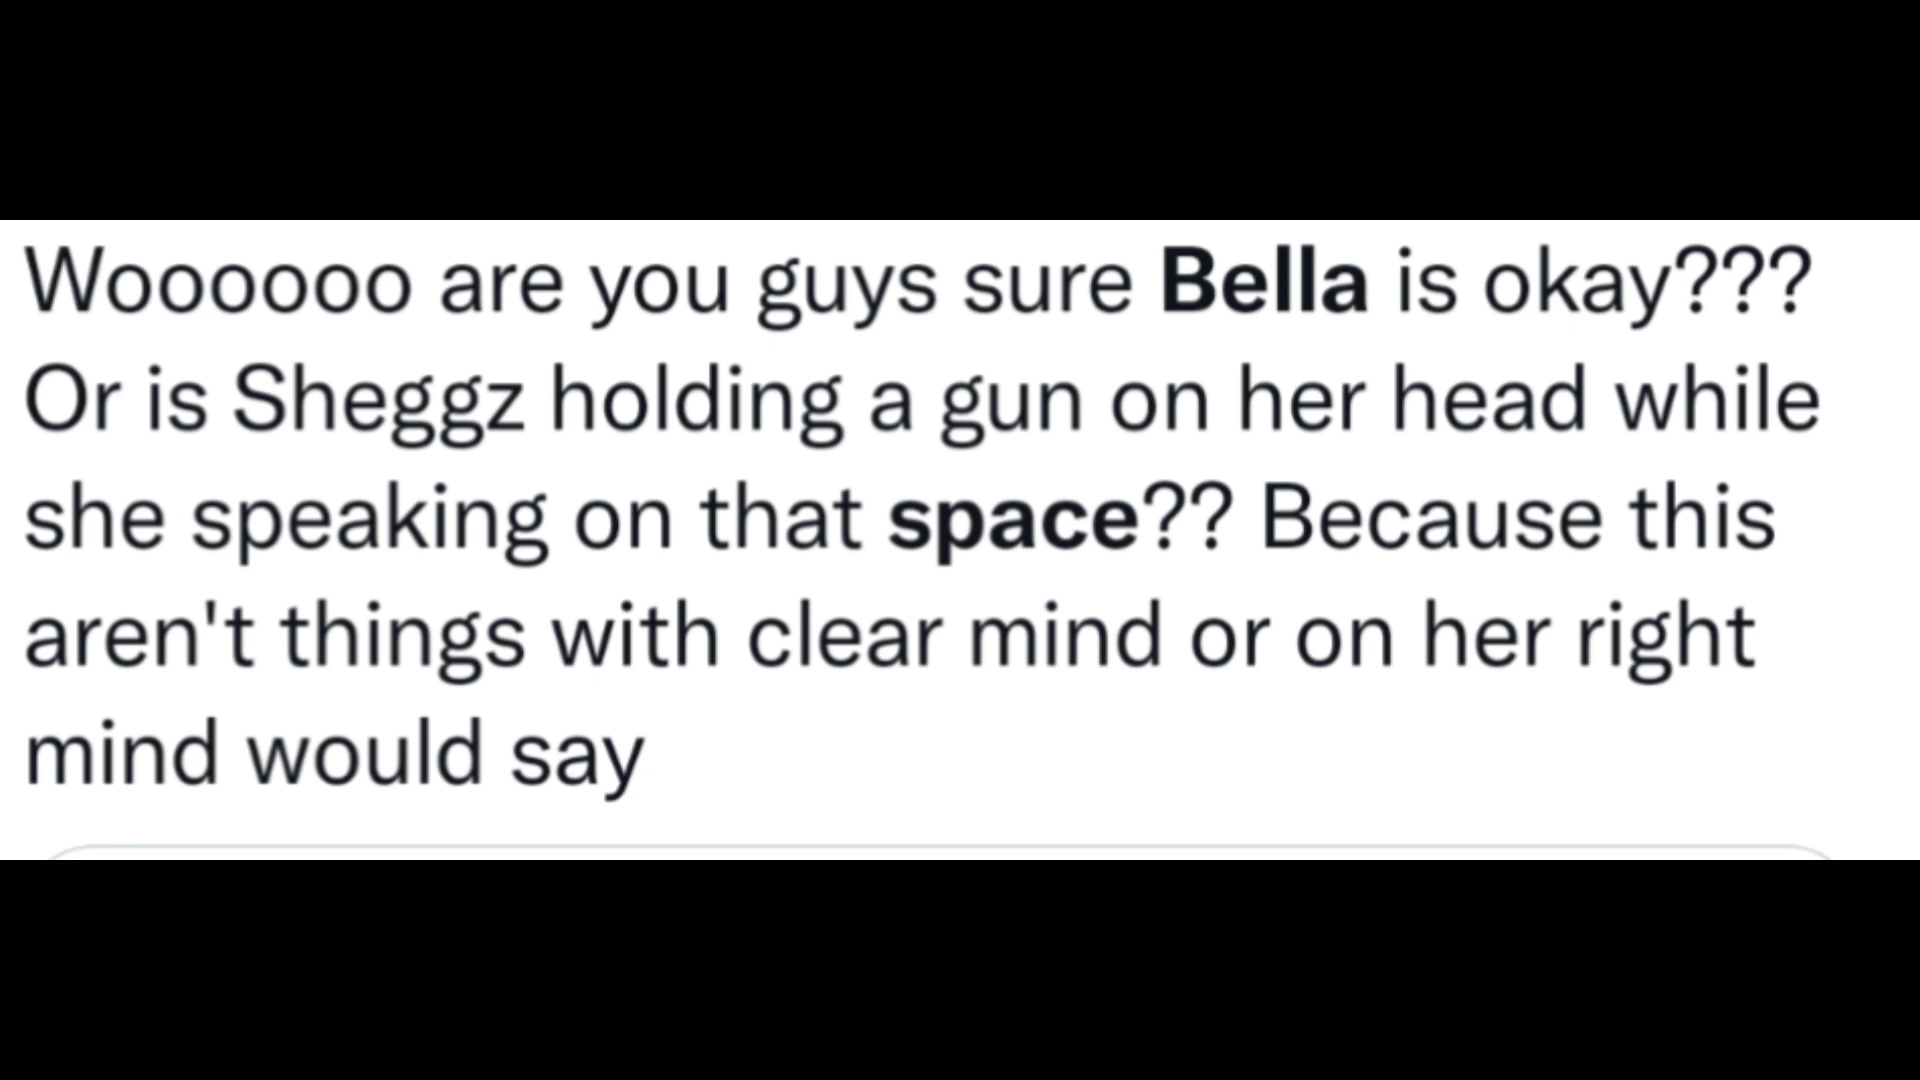 Woooooo are you guys sure Bella is okay???
Or is Sheggz holding a gun on her head while
she speaking on that space?? Because this
aren't things with clear mind or on her right
mind would say